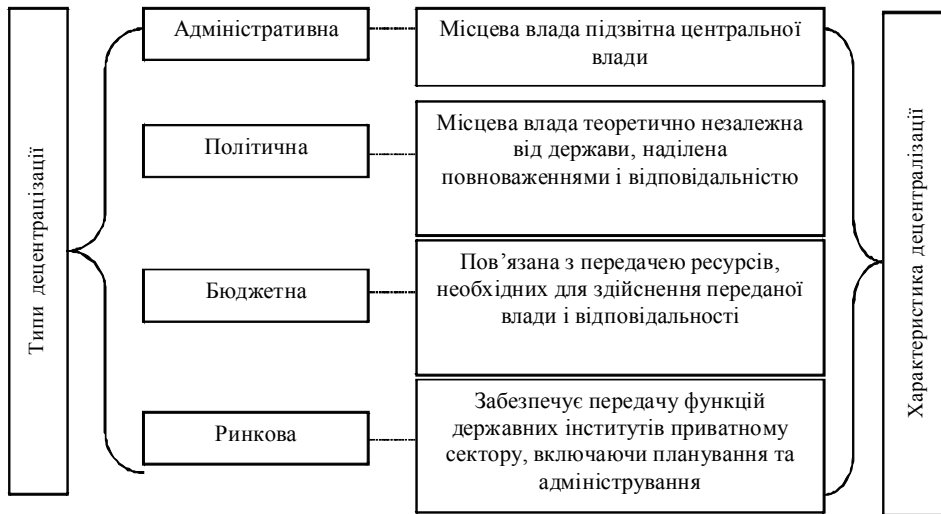 Типи децентрацізації
Адміністративна
Місцева влада підзвітна центральної
влади
Політична
Місцева влада теоретично незалежна
від держави, наділена
повноваженнями і відповідальністю
Бюджетна
Пов’язана з передачею ресурсів,
необхідних для здійснення переданої
влади і відповідальності
Ринкова
Забезпечує передачу функцій
державних інститутів приватному
сектору, включаючи планування та
адміністрування
Характеристика децентралізації